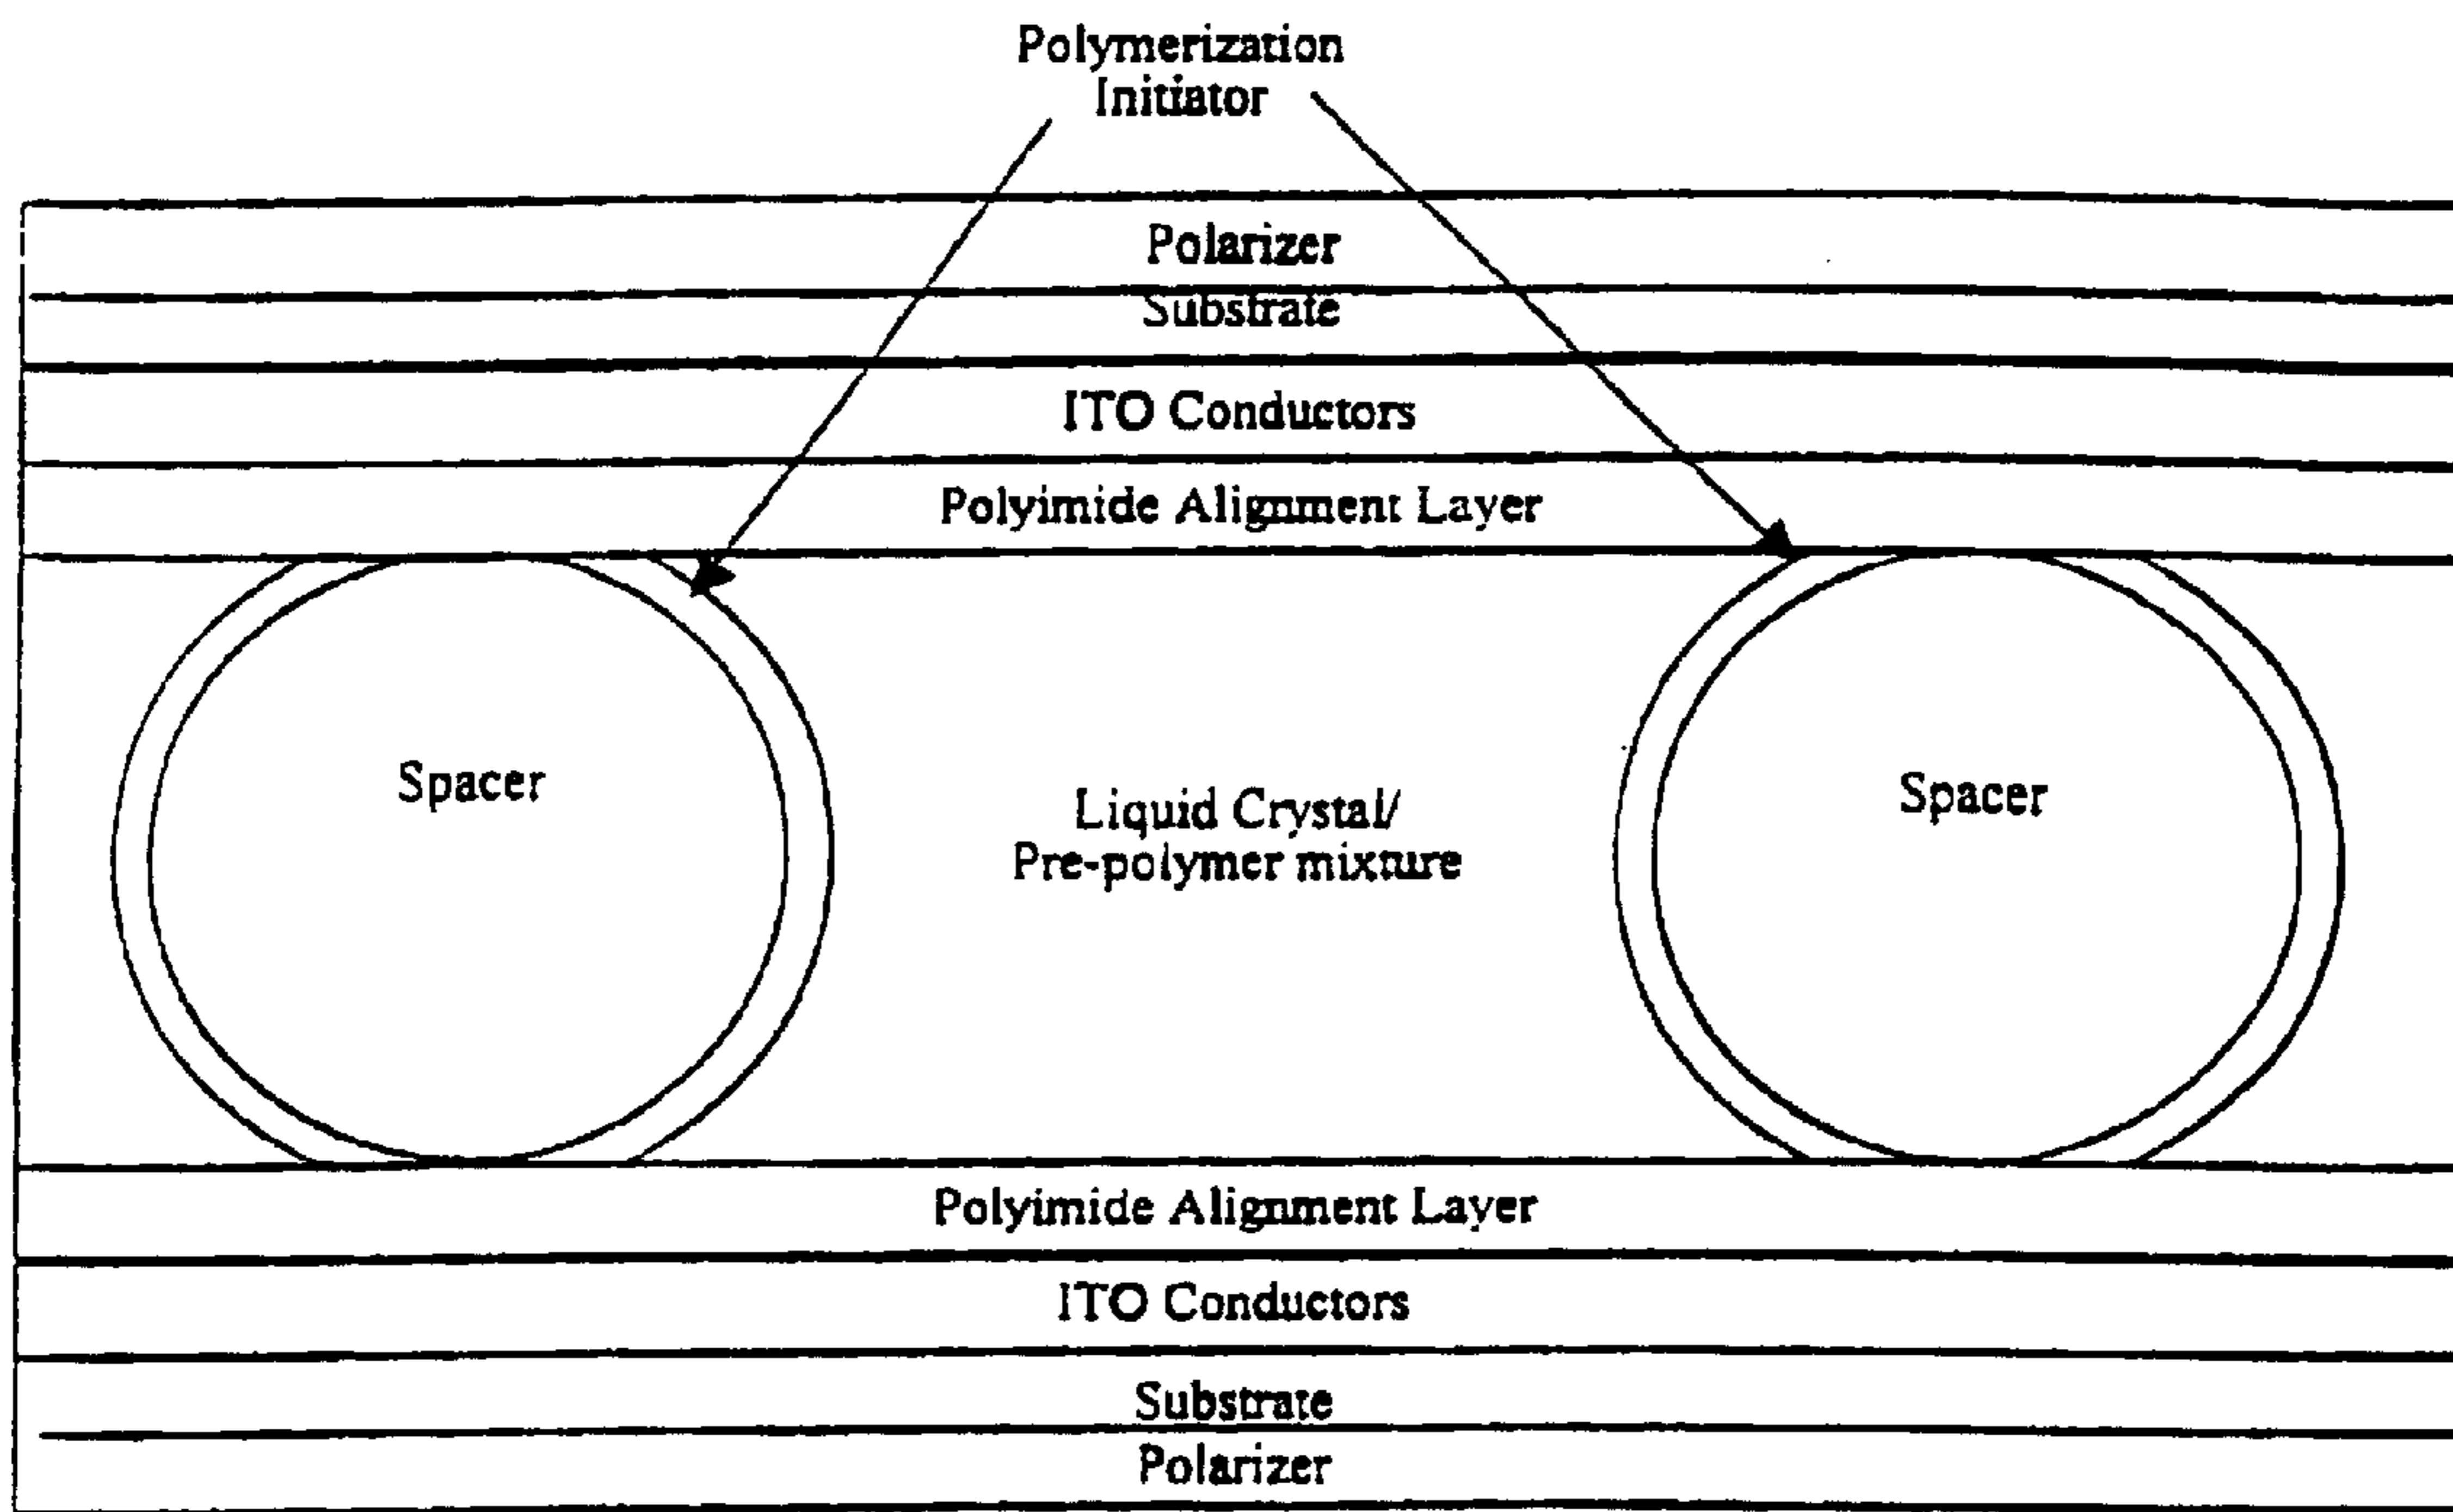 Polymerization
Initiator
Polarizer
Substrate
ITO Conductors
Polyimide Alignment Layer
Spacer
Liquid Crystal/
Pre-polymer mixture
Spacer
Polyimide Alignment Layer
ITO Conductors
Substrate
Polarizer